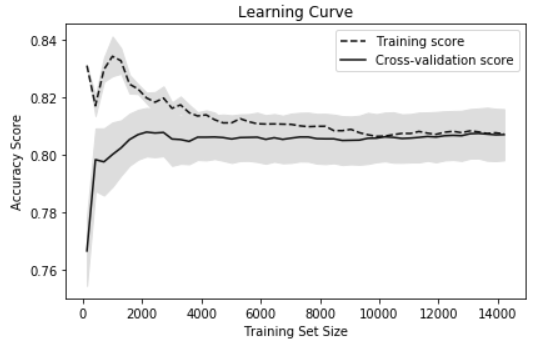 Learning Curve
Training score
Cross-validation score
0.84
0.82
0.80
0.78
0.76
Accuracy Score
0
2000
4000
6000
8000
10000
12000
14000
Training Set Size